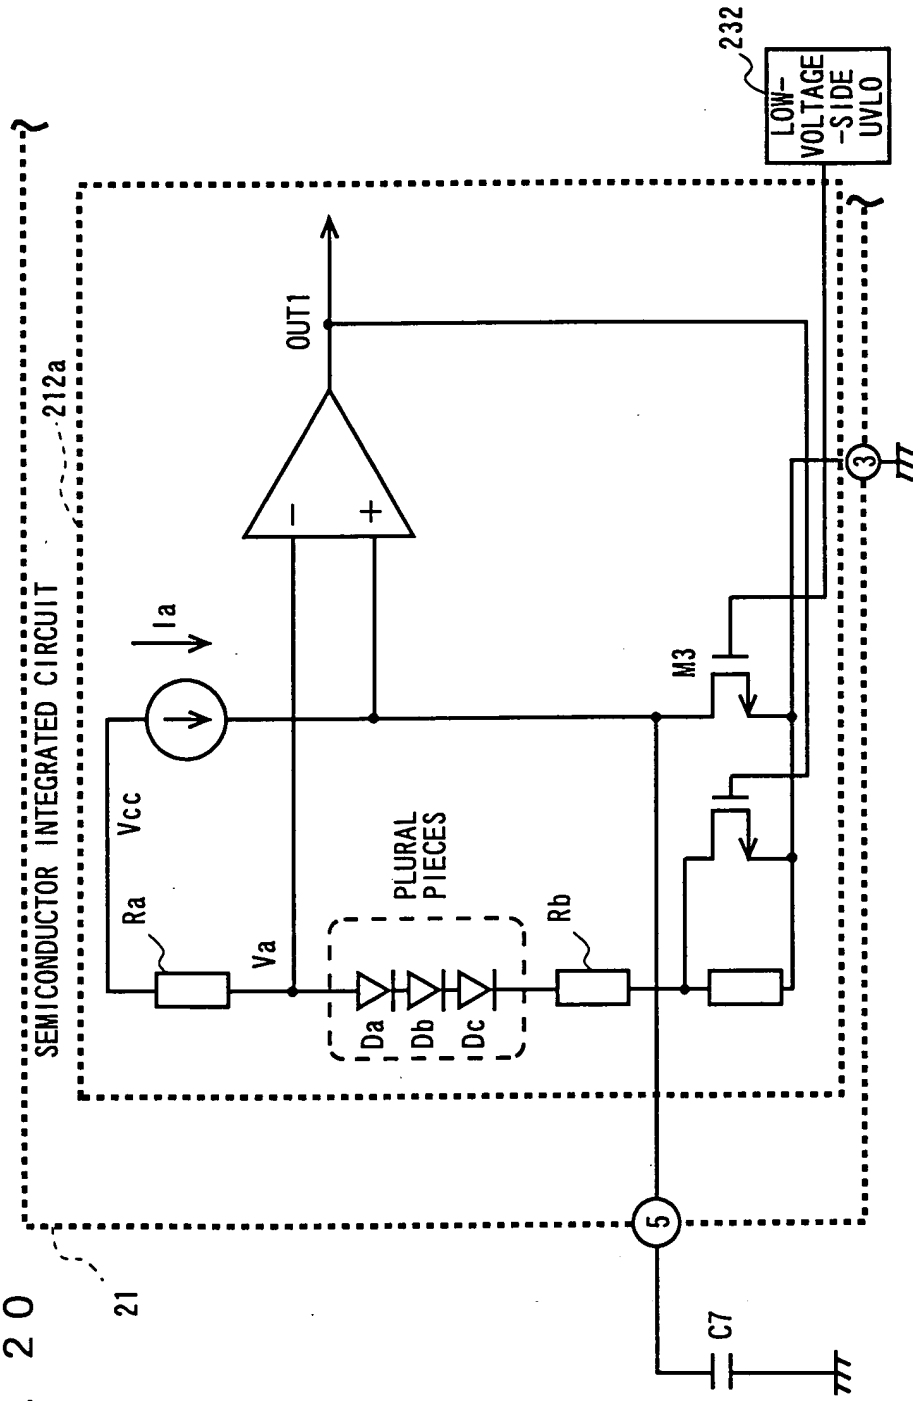 20
21
SEMICONDUCTOR INTEGRATED CIRCUIT
212a
Vcc
Ia
Ra
Va
OUT1
−
+
PLURAL
PIECES
Da
Db
Dc
Rb
M3
LOW-
VOLTAGE
-SIDE
UVLO
232
5
C7
3